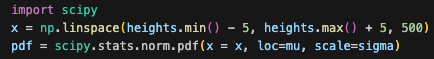 import scipy
x = np.linspace(heights.min() - 5, heights.max() + 5, 500)
pdf = scipy.stats.norm.pdf(x = x, loc=mu, scale=sigma)